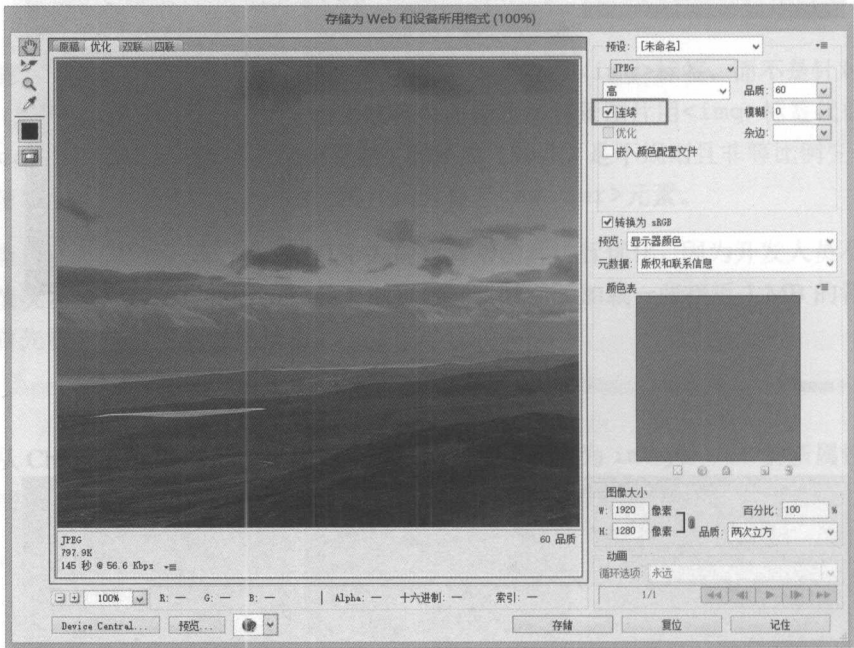 存储为 Web 和设备所用格式 (100%)
原稿 优化 双联 四联
预设: [未命名]
JPEG
高 品质: 60
连续 模糊: 0
优化 杂边:
嵌入颜色配置文件
转换为 sRGB
预览: 显示器颜色
元数据: 版权和联系信息
颜色表
图像大小
W: 1920 像素 百分比: 100 %
H: 1280 像素 品质: 两次立方
动画
循环选项: 永远
1/1
JPEG 60 品质
797.9K
145 秒 @ 56.6 Kbps
100% R: — G: — B: — Alpha: — 十六进制: — 索引: —
Device Central... 预览... 存储 复位 记住